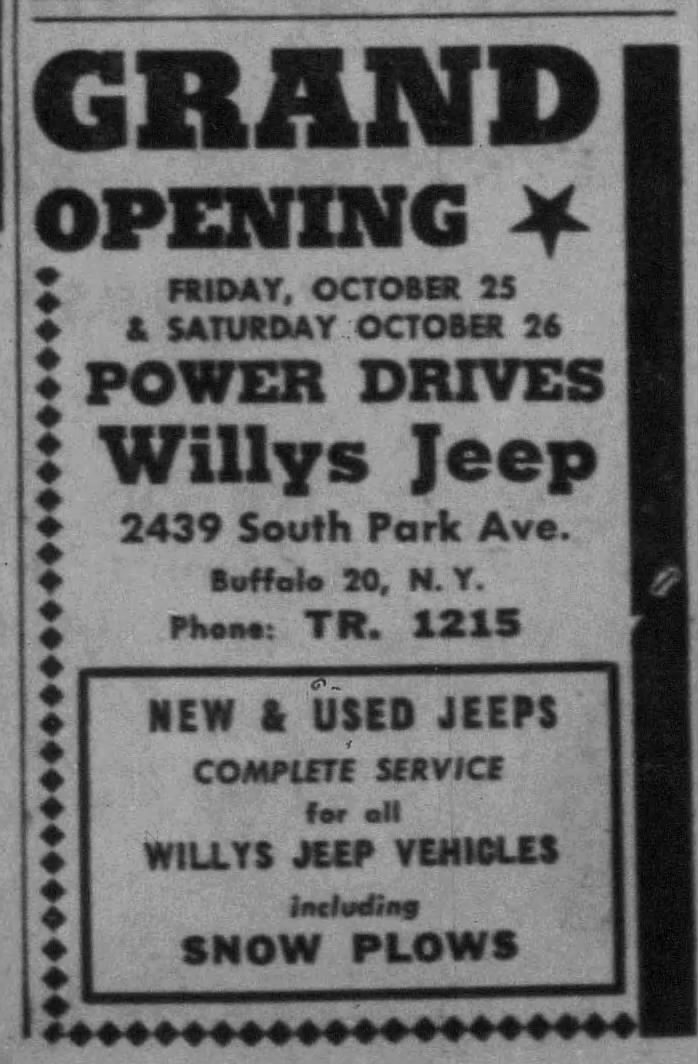 GRAND
OPENING
FRIDAY, OCTOBER 25
& SATURDAY OCTOBER 26
POWER DRIVES
Willys Jeep
2439 South Park Ave.
Buffalo 20, N. Y.
Phone: TR. 1215
NEW & USED JEEPS
COMPLETE SERVICE
for all
WILLYS JEEP VEHICLES
including
SNOW PLOWS